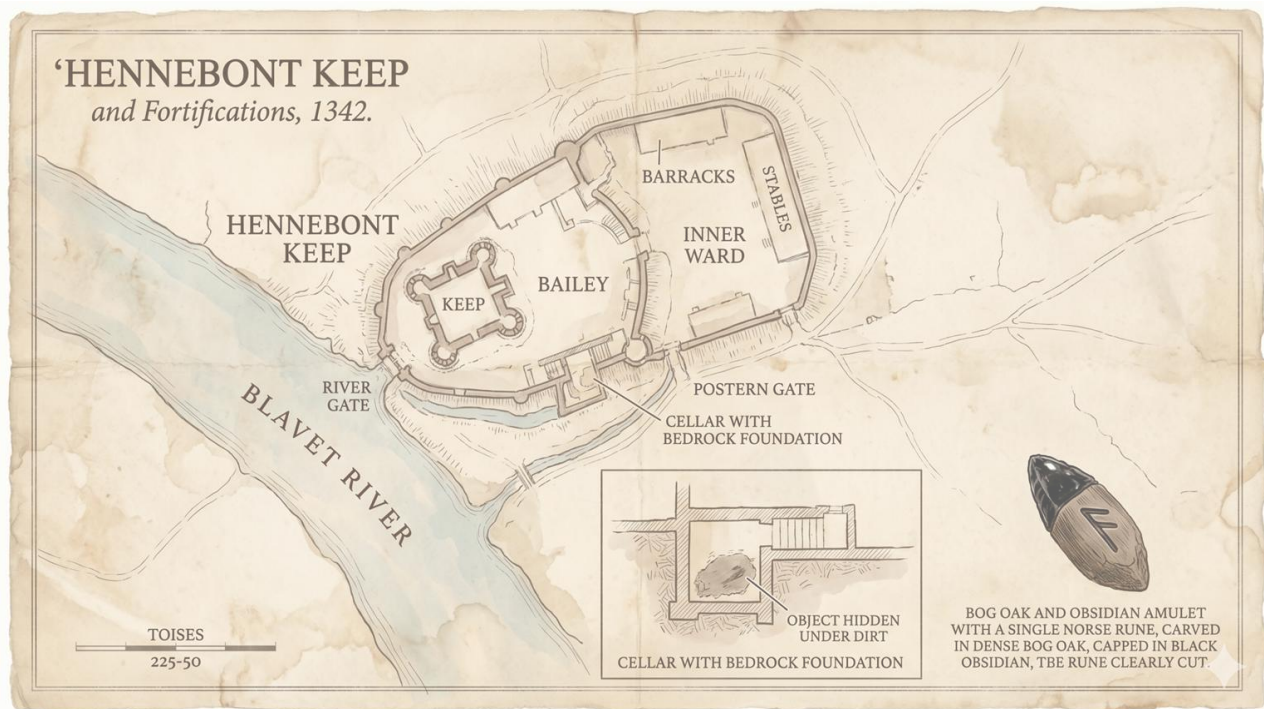 ‘HENNEBONT KEEP
and Fortifications, 1342.
HENNEBONT
KEEP
BARRACKS
STABLES
INNER
WARD
BAILEY
KEEP
RIVER
GATE
POSTERN GATE
CELLAR WITH
BEDROCK FOUNDATION
BLAVET RIVER
OBJECT HIDDEN
UNDER DIRT
CELLAR WITH BEDROCK FOUNDATION
TOISES
225-50
BOG OAK AND OBSIDIAN AMULET
WITH A SINGLE NORSE RUNE, CARVED
IN DENSE BOG OAK, CAPPED IN BLACK
OBSIDIAN, TBE RUNE CLEARLY CUT.
ᚨ